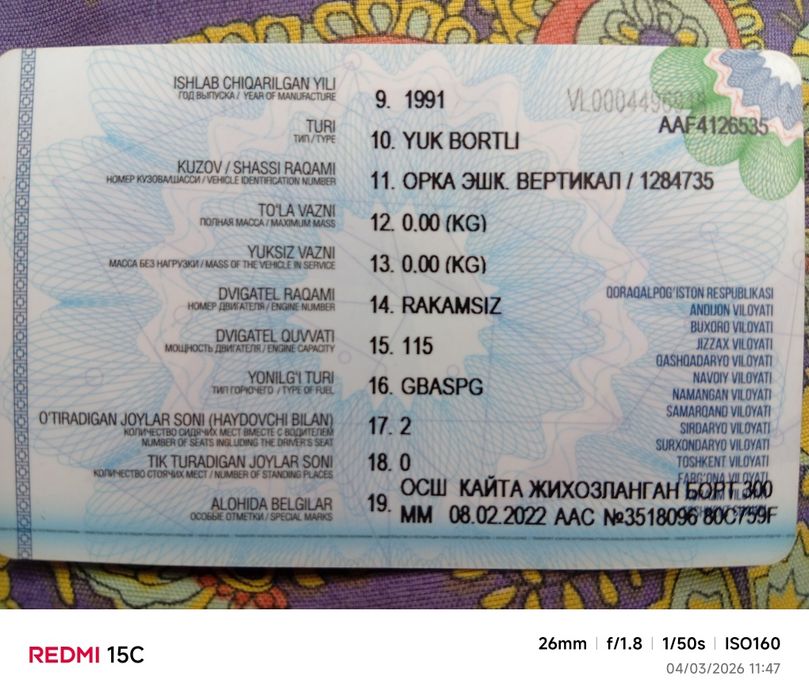 ISHLAB CHIQARILGAN YILI
ГОД ВЫПУСКА / YEAR OF MANUFACTURE
9. 1991
AAF4126535
TURI
ТИП / TYPE
10. YUK BORTLI
KUZOV / SHASSI RAQAMI
НОМЕР КУЗОВА/ШАССИ / VEHICLE IDENTIFICATION NUMBER
11. ОРКА ЭШК. ВЕРТИКАЛ / 1284735
TO'LA VAZNI
ПОЛНАЯ МАССА / MAXIMUM MASS
12. 0.00 (KG)
YUKSIZ VAZNI
МАССА БЕЗ НАГРУЗКИ / MASS OF THE VEHICLE IN SERVICE
13. 0.00 (KG)
DVIGATEL RAQAMI
НОМЕР ДВИГАТЕЛЯ / ENGINE NUMBER
14. RAKAMSIZ
DVIGATEL QUVVATI
МОЩНОСТЬ ДВИГАТЕЛЯ / ENGINE CAPACITY
15. 115
YONILG'I TURI
ТИП ГОРЮЧЕГО / TYPE OF FUEL
16. GBASPG
O'TIRADIGAN JOYLAR SONI (HAYDOVCHI BILAN)
КОЛИЧЕСТВО СИДЯЧИХ МЕСТ ВМЕСТЕ С ВОДИТЕЛЕМ
NUMBER OF SEATS INCLUDING THE DRIVER'S SEAT
17. 2
TIK TURADIGAN JOYLAR SONI
КОЛИЧЕСТВО СТОЯЧИХ МЕСТ / NUMBER OF STANDING PLACES
18. 0
ALOHIDA BELGILAR
ОСОБЫЕ ОТМЕТКИ / SPECIAL MARKS
19. ОСШ КАЙТА ЖИХОЗЛАНГАН БОРТ 300
ММ 08.02.2022 ААС №3518096 80C759F
QORAQALPOG'ISTON RESPUBLIKASI
ANDIJON VILOYATI
BUXORO VILOYATI
JIZZAX VILOYATI
QASHQADARYO VILOYATI
NAVOIY VILOYATI
NAMANGAN VILOYATI
SAMARQAND VILOYATI
SIRDARYO VILOYATI
SURXONDARYO VILOYATI
TOSHKENT VILOYATI
FARG'ONA VILOYATI
REDMI 15C
26mm | f/1.8 | 1/50s | ISO160
04/03/2026 11:47